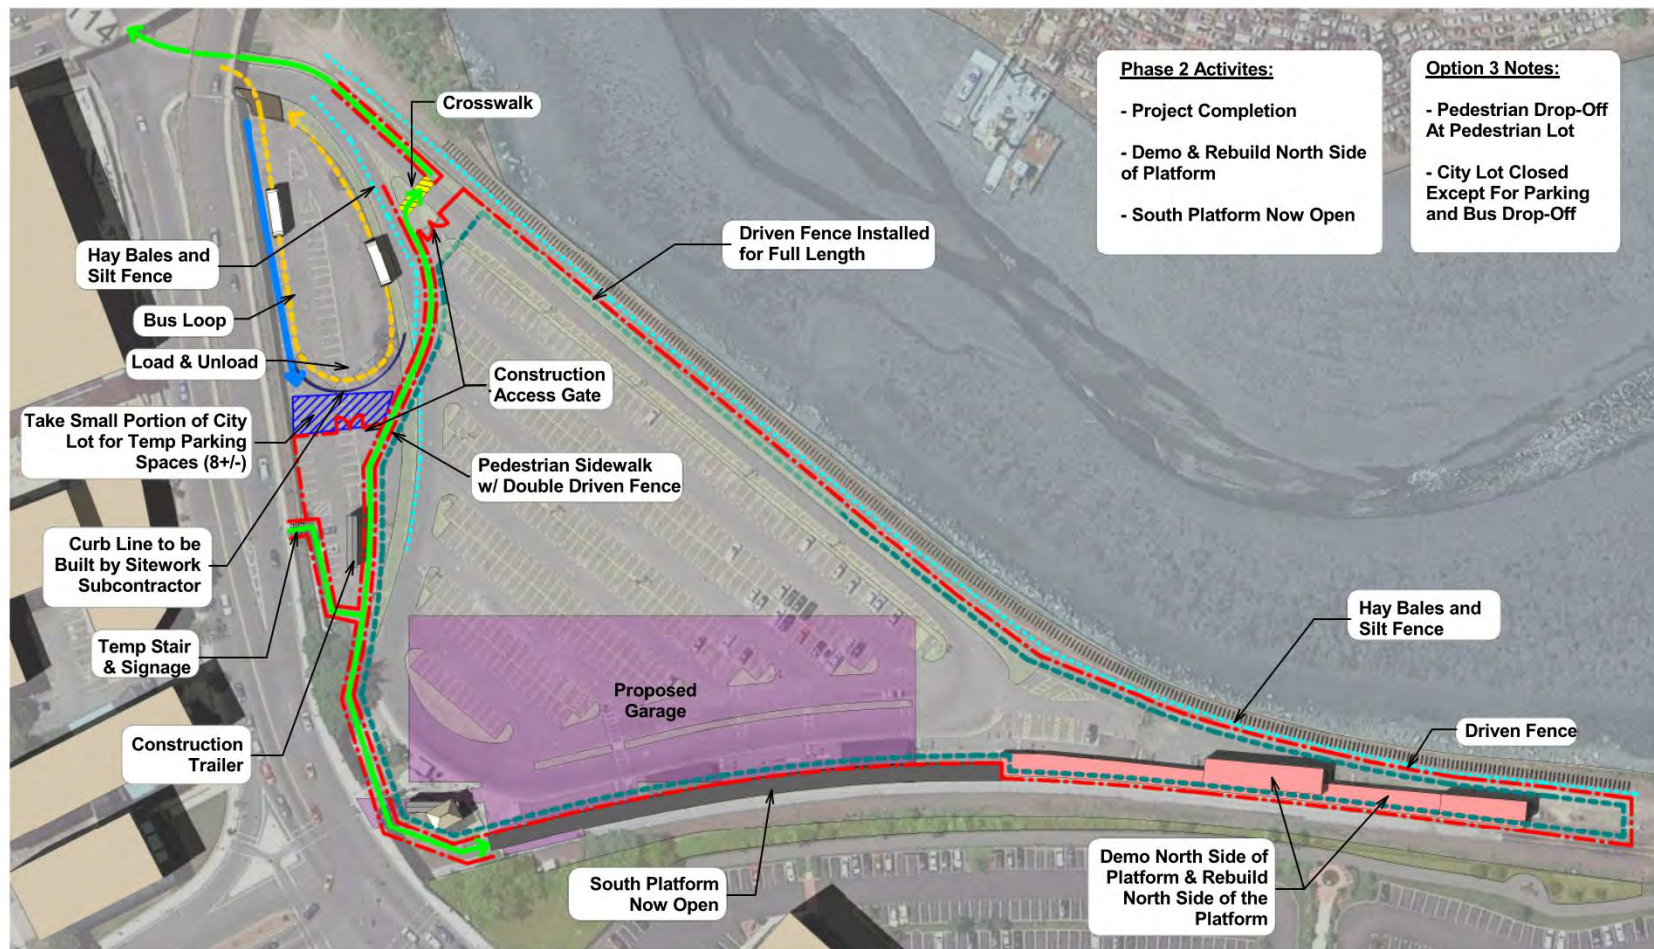 114
Crosswalk
Phase 2 Activites:
- Project Completion
- Demo & Rebuild North Side
of Platform
- South Platform Now Open
Option 3 Notes:
- Pedestrian Drop-Off
At Pedestrian Lot
- City Lot Closed
Except For Parking
and Bus Drop-Off
Hay Bales and
Silt Fence
Driven Fence Installed
for Full Length
Bus Loop
Load & Unload
Construction
Access Gate
Take Small Portion of City
Lot for Temp Parking
Spaces (8+/-)
Pedestrian Sidewalk
w/ Double Driven Fence
Curb Line to be
Built by Sitework
Subcontractor
Temp Stair
& Signage
Hay Bales and
Silt Fence
Proposed
Garage
Construction
Trailer
Driven Fence
South Platform
Now Open
Demo North Side of
Platform & Rebuild
North Side of the
Platform